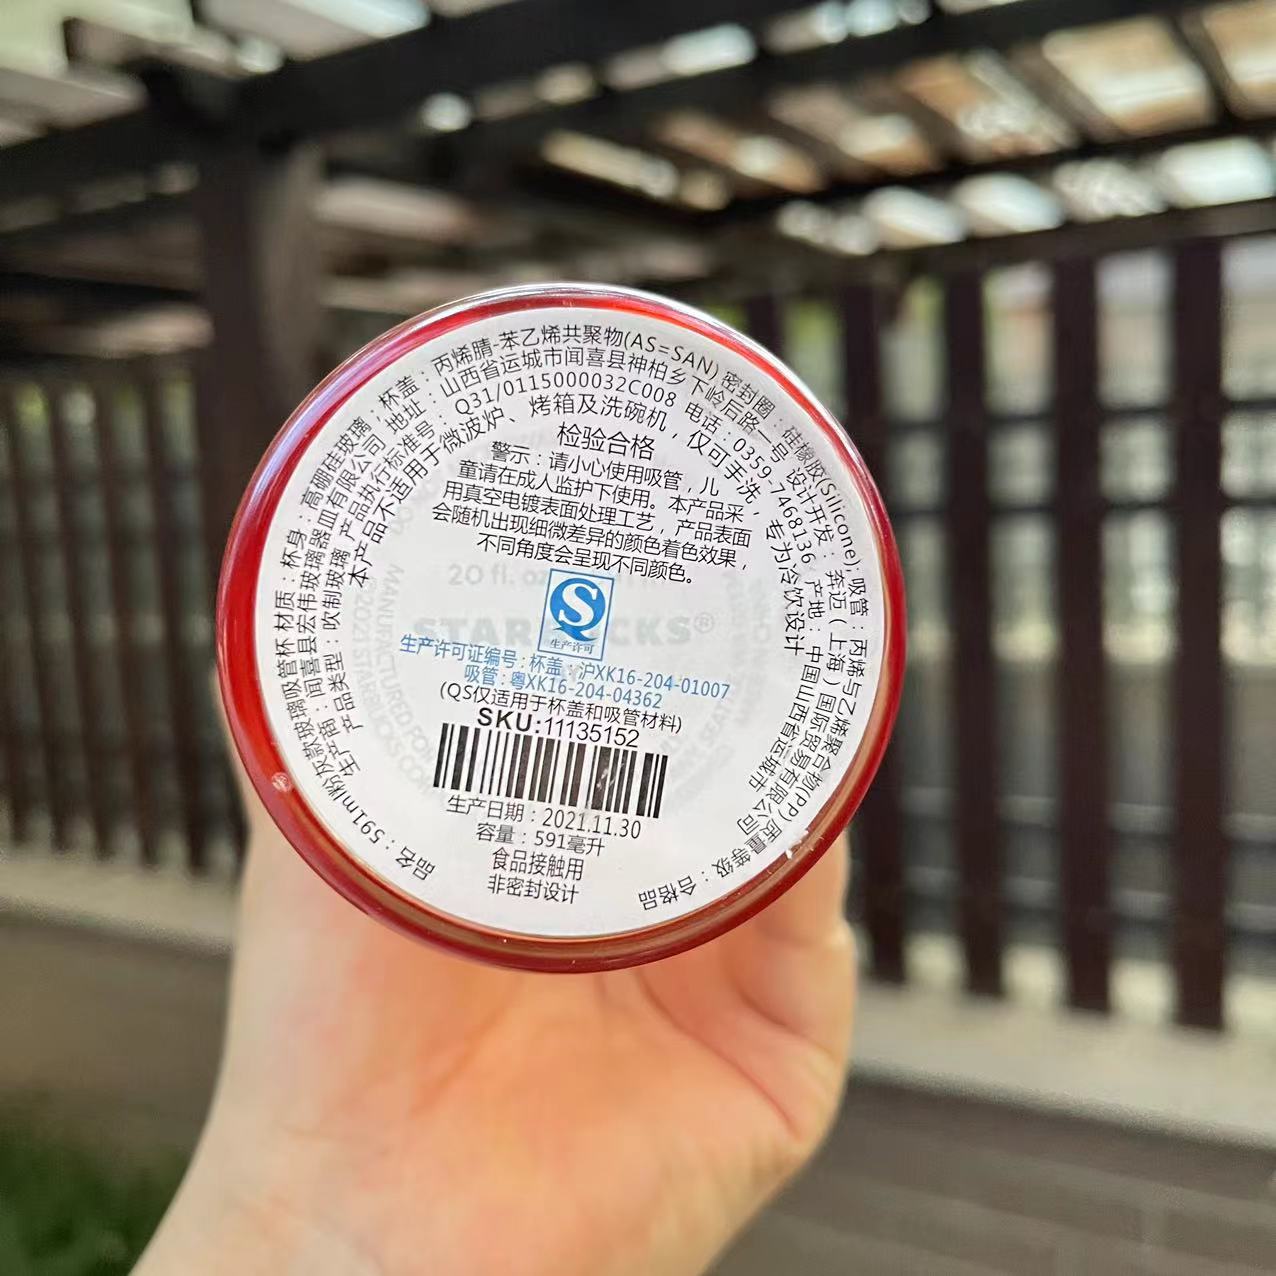 品名：591ml粉灰款玻璃吸管杯 材质：杯身：高硼硅玻璃；杯盖：丙烯腈-苯乙烯共聚物(AS=SAN) 密封圈：硅橡胶(Silicone)；吸管：丙烯与乙烯聚合物(PP)质量等级：合格品
生产商：闻喜县宏伟玻璃器皿有限公司 地址：山西省运城市闻喜县神柏乡下岭后路一号 设计开发：奔迈（上海）国际贸易有限公司
产品类型：吹制玻璃 产品执行标准号：Q31/0115000032C008 电话：0359-7468136 产地：中国山西省运城市
本产品不适用于微波炉、烤箱及洗碗机，仅可手洗，专为冷饮设计
检验合格
警示：请小心使用吸管，儿
童请在成人监护下使用。本产品采
用真空电镀表面处理工艺，产品表面
会随机出现细微差异的颜色着色效果，
不同角度会呈现不同颜色。
20 fl. oz
STARBUCKS®
生产许可
生产许可证编号：杯盖：沪XK16-204-01007
吸管：粤XK16-204-04362
(QS仅适用于杯盖和吸管材料)
SKU:11135152
生产日期：2021.11.30
容量：591毫升
食品接触用
非密封设计